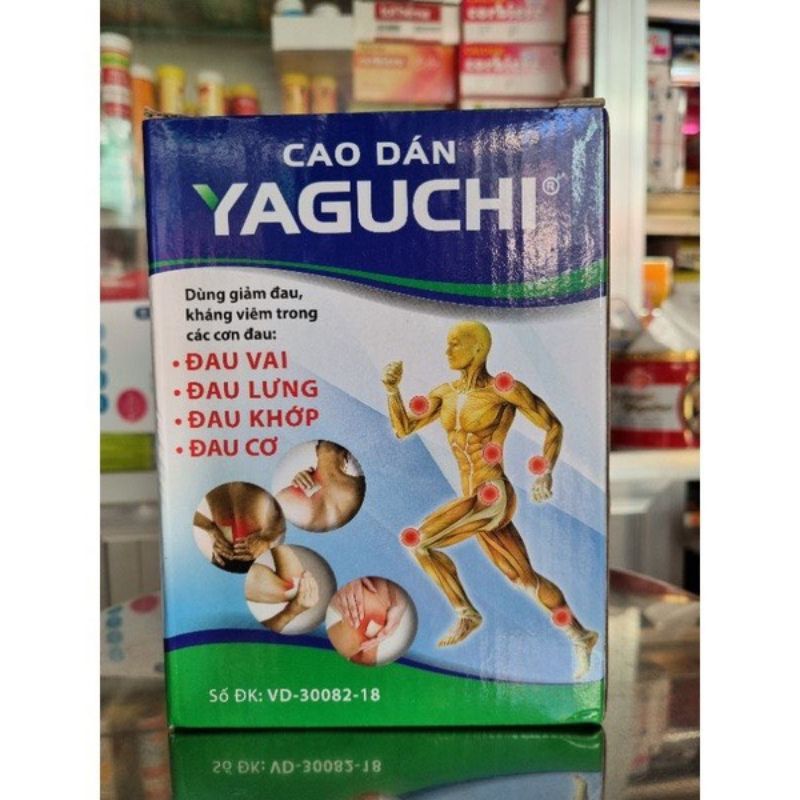 CAO DÁN
YAGUCHI®
Dùng giảm đau,
kháng viêm trong
các cơn đau:
• ĐAU VAI
• ĐAU LƯNG
• ĐAU KHỚP
• ĐAU CƠ
Số ĐK: VD-30082-18